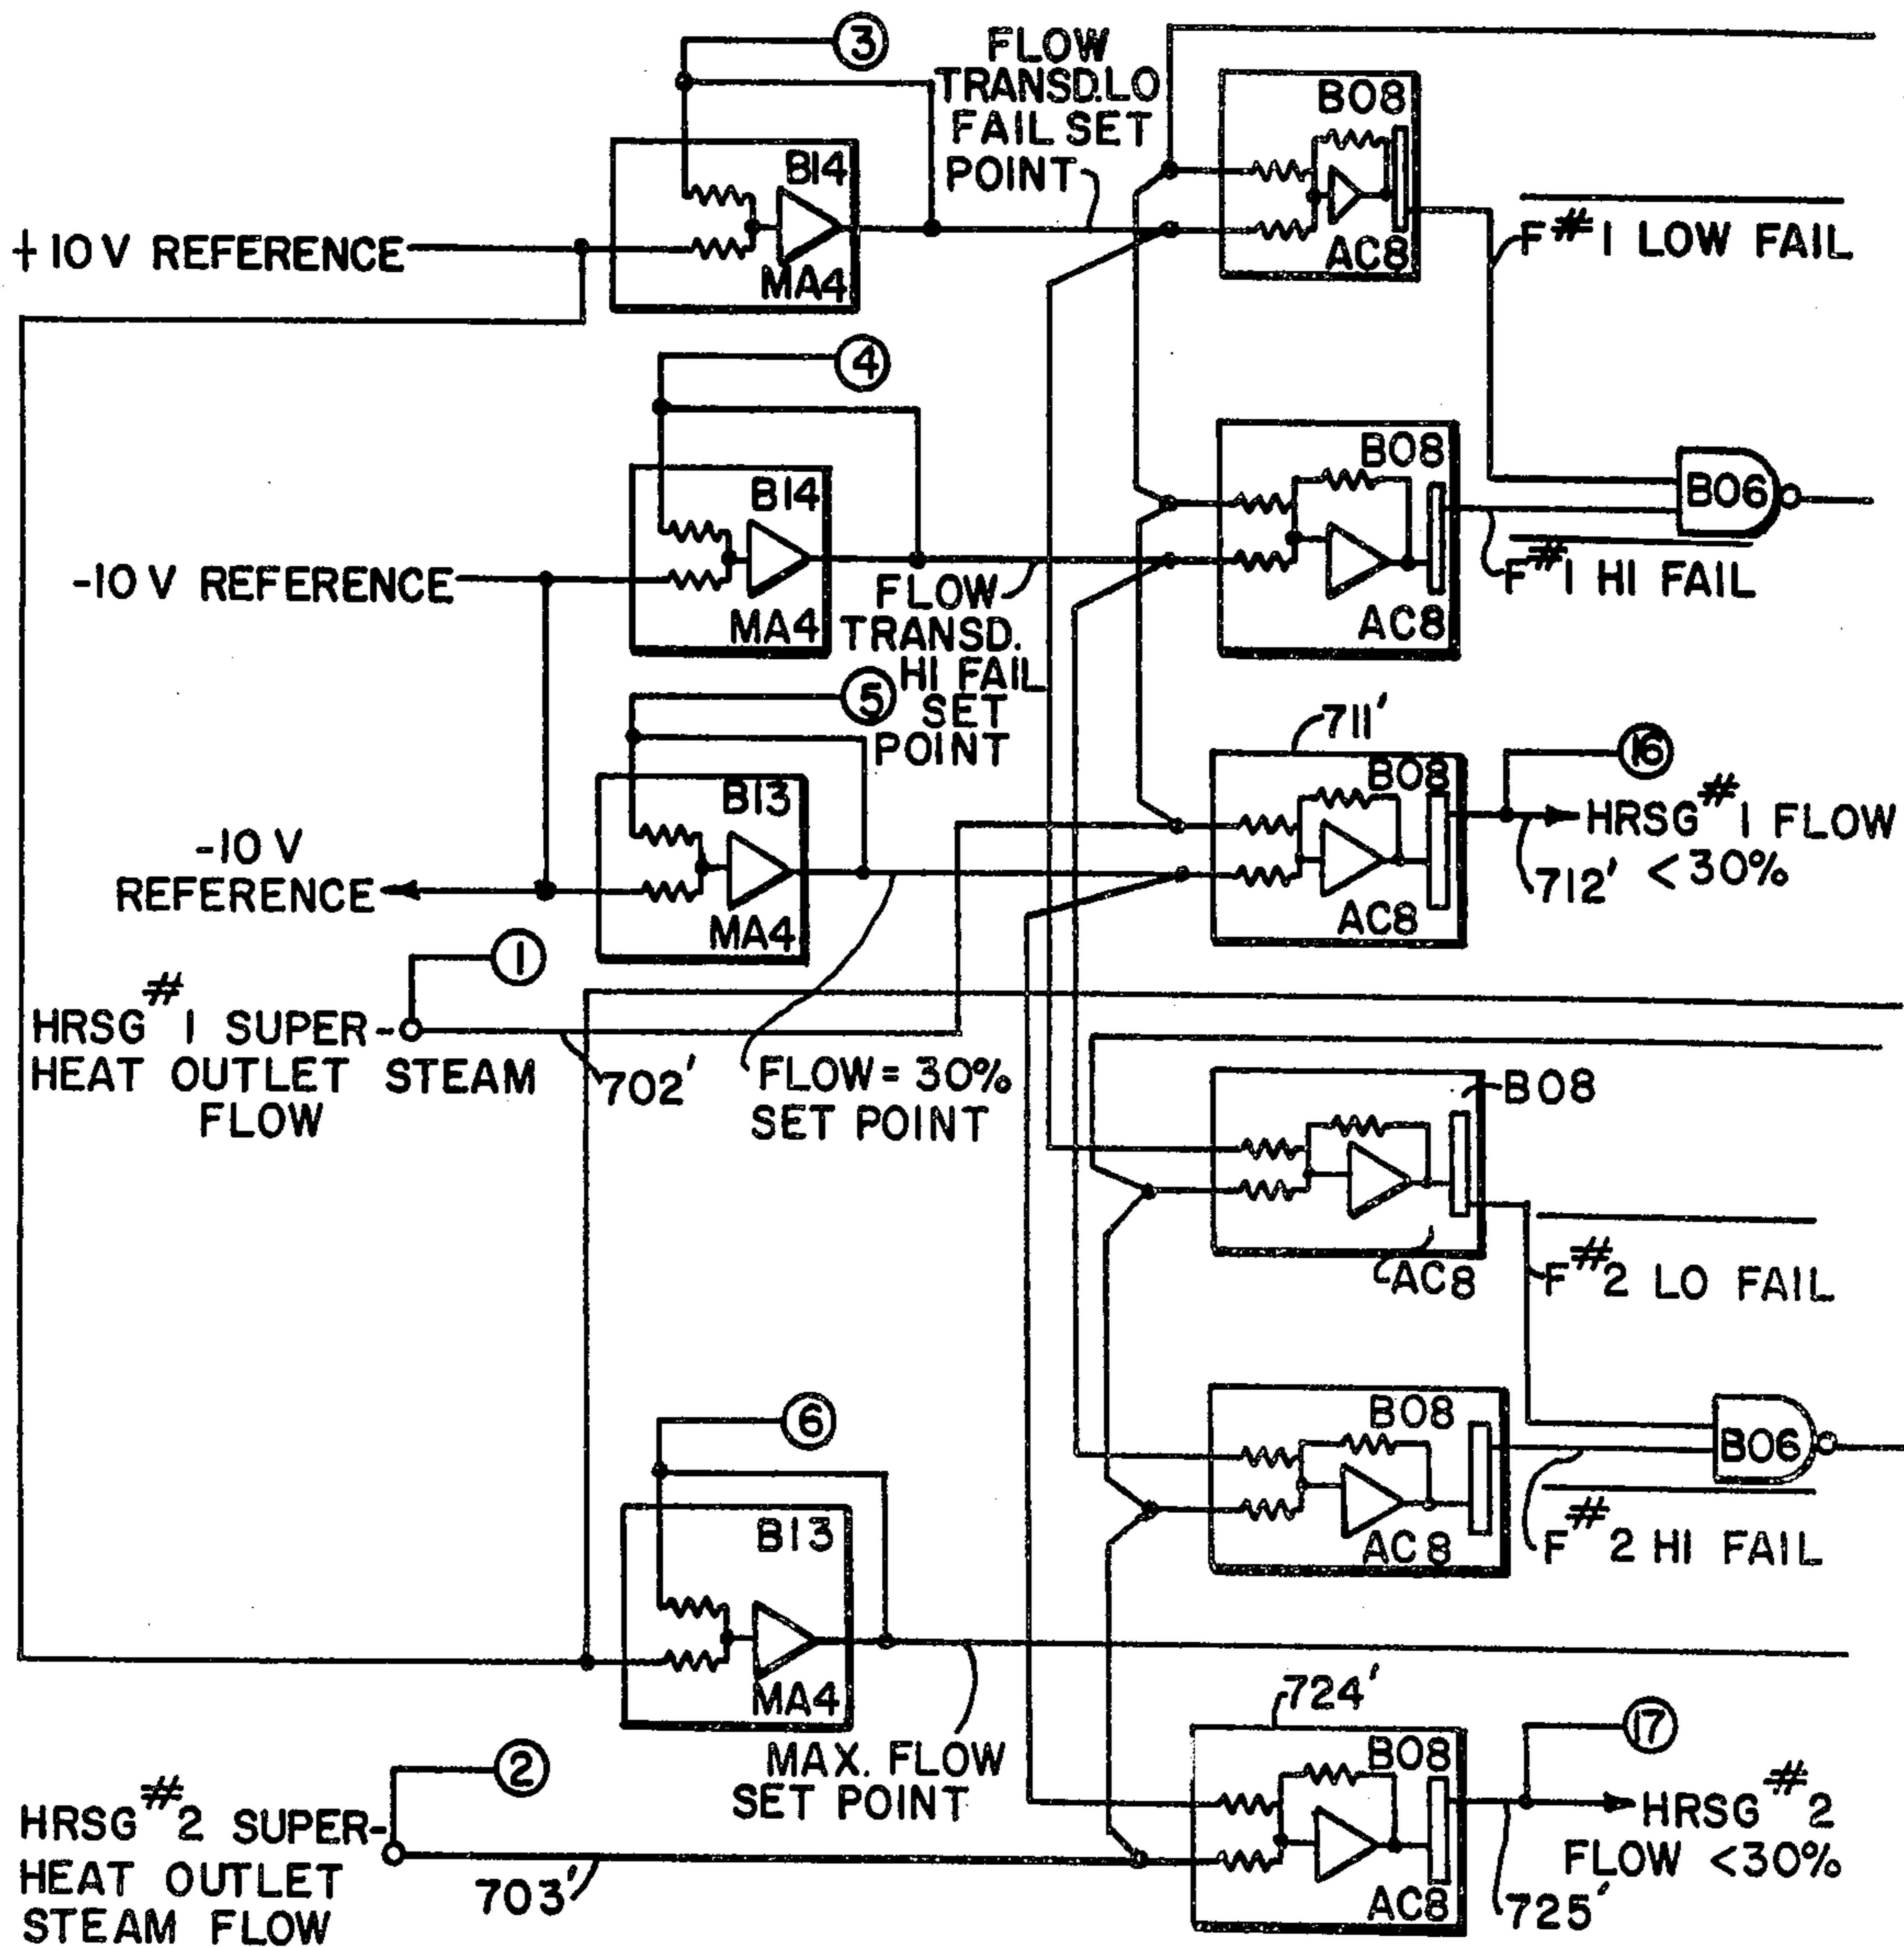 3
FLOW
TRANSD. LO
FAIL SET
POINT
B14
MA4
+10 V REFERENCE
B08
AC8
F#1 LOW FAIL
4
B14
MA4
-10 V REFERENCE
FLOW
TRANSD.
HI FAIL
SET
POINT
B08
AC8
B06
F#1 HI FAIL
5
B13
MA4
-10 V
REFERENCE
711'
B08
AC8
16
HRSG #1 FLOW
<30%
712'
1
HRSG #1 SUPER-
HEAT OUTLET STEAM
FLOW
702'
FLOW = 30%
SET POINT
B08
AC8
F#2 LO FAIL
6
B13
MA4
MAX. FLOW
SET POINT
B08
AC8
B06
F#2 HI FAIL
2
HRSG #2 SUPER-
HEAT OUTLET
STEAM FLOW
703'
724'
B08
AC8
17
HRSG #2
FLOW <30%
725'